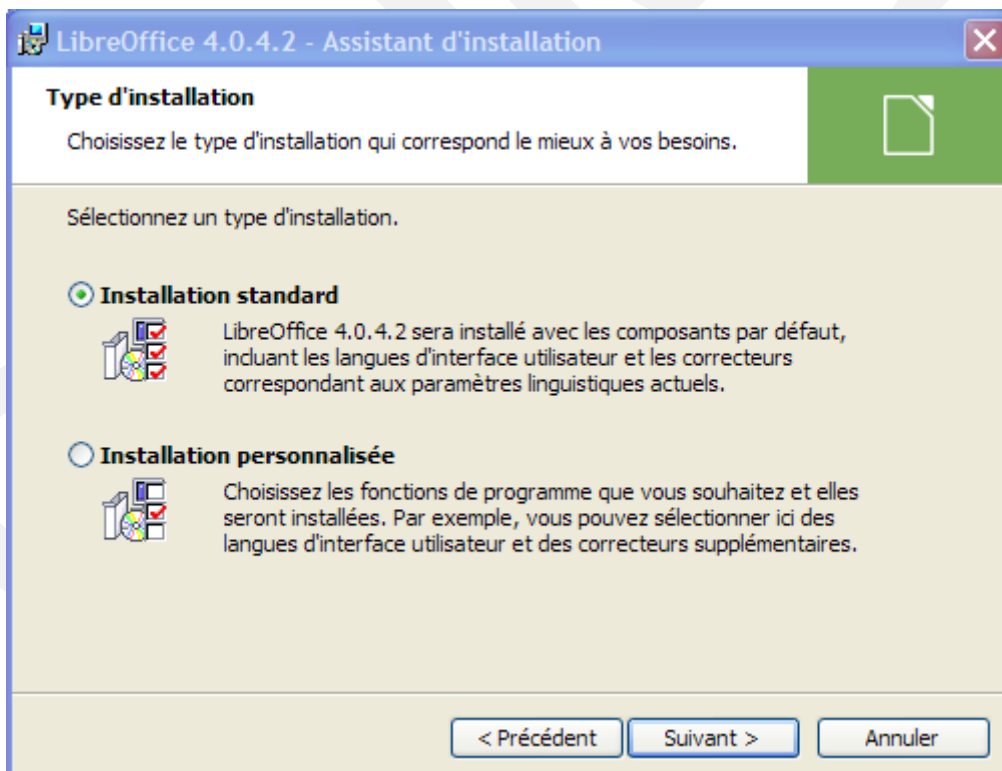 LibreOffice 4.0.4.2 - Assistant d'installation
Type d'installation
Choisissez le type d'installation qui correspond le mieux à vos besoins.
Sélectionnez un type d'installation.
Installation standard
LibreOffice 4.0.4.2 sera installé avec les composants par défaut,
incluant les langues d'interface utilisateur et les correcteurs
correspondant aux paramètres linguistiques actuels.
Installation personnalisée
Choisissez les fonctions de programme que vous souhaitez et elles
seront installées. Par exemple, vous pouvez sélectionner ici des
langues d'interface utilisateur et des correcteurs supplémentaires.
< Précédent Suivant > Annuler